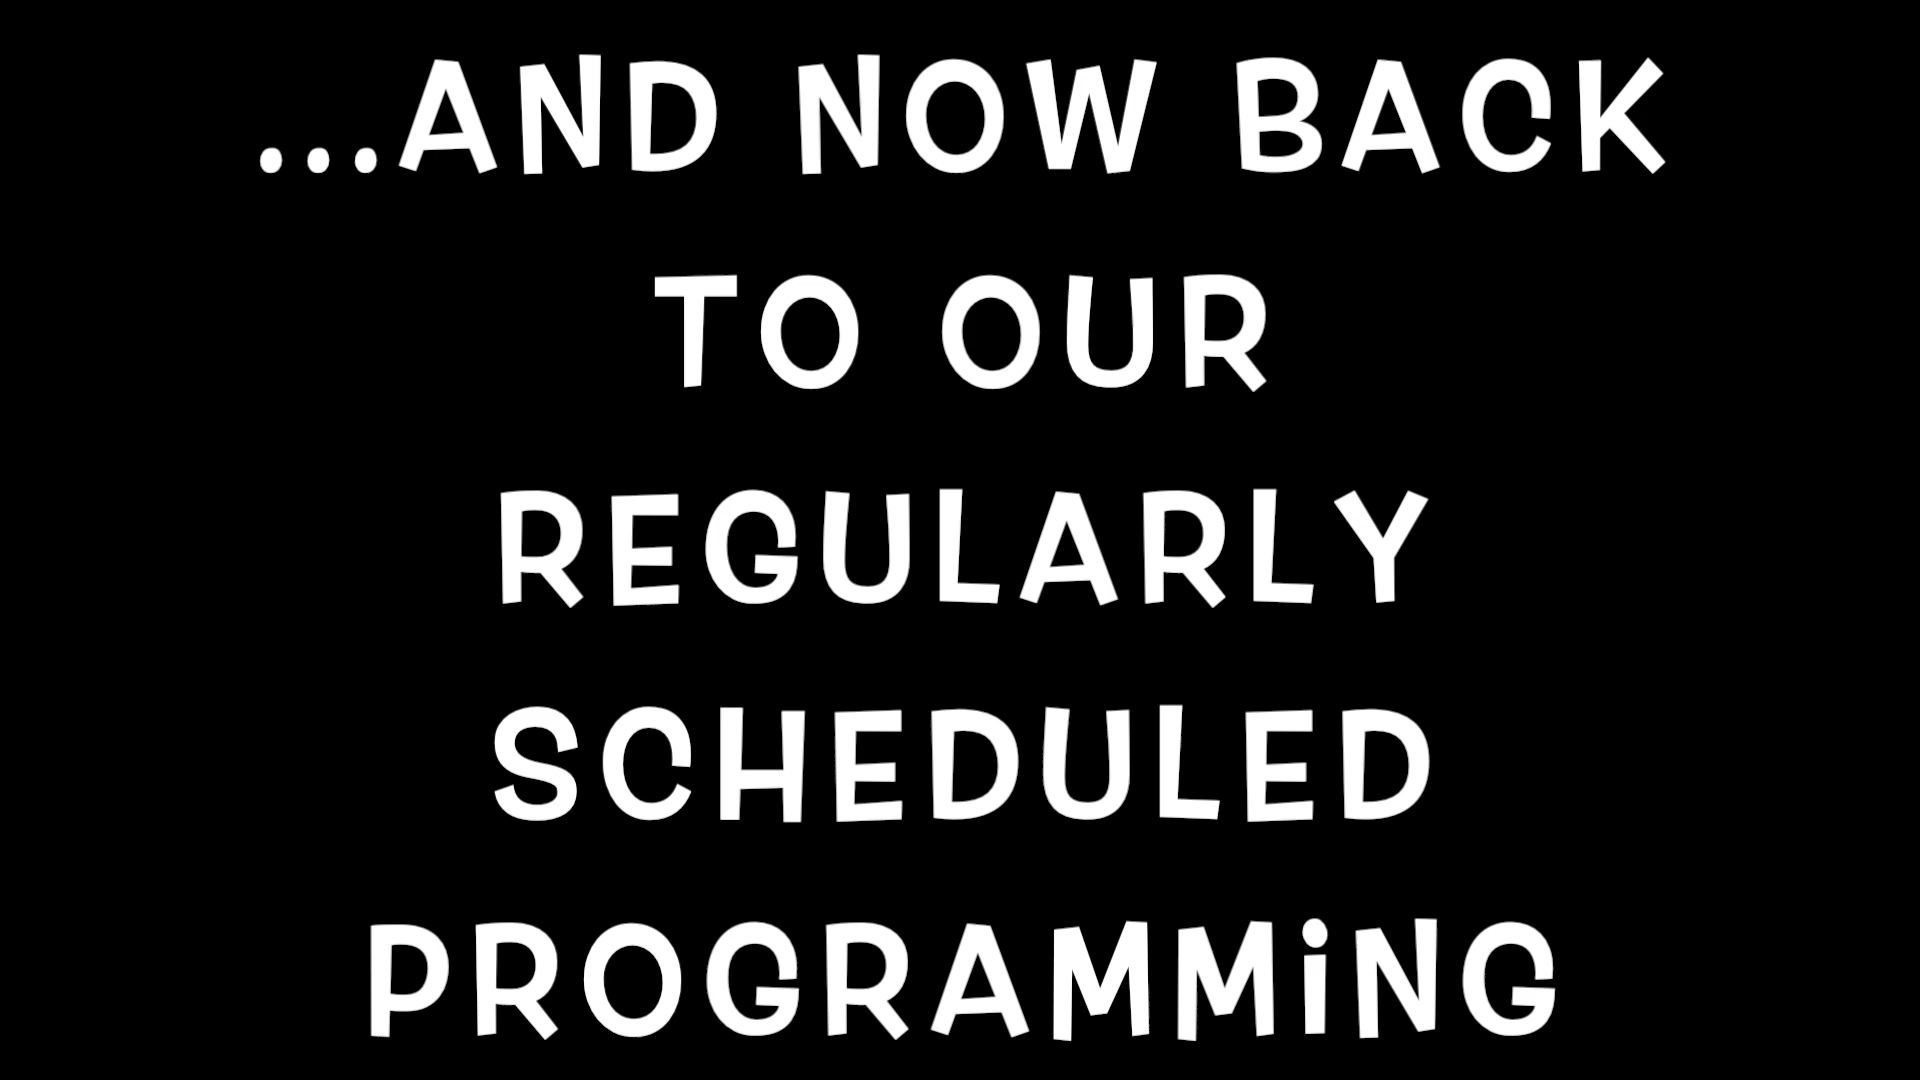 ...AND NOW BACK
TO OUR
REGULARLY
SCHEDULED
PROGRAMMiNG